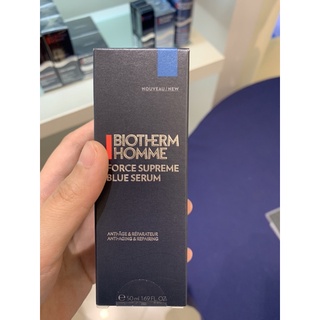 NOUVEAU/NEW
BIOTHERM
HOMME
FORCE SUPREME
BLUE SERUM
ANTI-ÂGE & RÉPARATEUR
ANTI-AGING & REPAIRING
℮ 50 ml 1.69 FL. OZ.